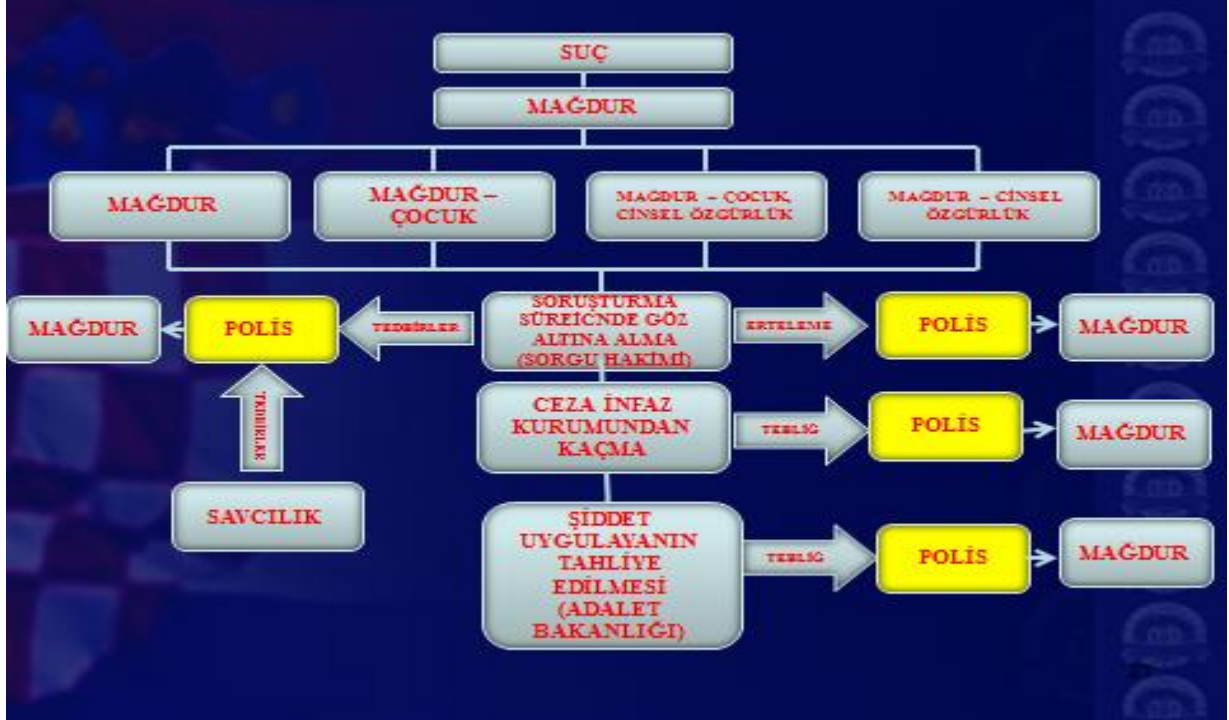 SUÇ
MAĞDUR
MAĞDUR
MAĞDUR –
ÇOCUK
MAĞDUR – ÇOCUK,
CİNSEL ÖZGÜRLÜK
MAĞDUR – CİNSEL
ÖZGÜRLÜK
MAĞDUR
POLİS
TEDBİRLER
SORUŞTURMA
SÜREİCNDE GÖZ
ALTINA ALMA
(SORGU HAKİMİ)
ERTELEME
POLİS
MAĞDUR
TEDBİRLER
SAVCILIK
CEZA İNFAZ
KURUMUNDAN
KAÇMA
TEBLİĞ
POLİS
MAĞDUR
ŞİDDET
UYGULAYANIN
TAHLİYE
EDİLMESİ
(ADALET
BAKANLIĞI)
TEBLİĞ
POLİS
MAĞDUR